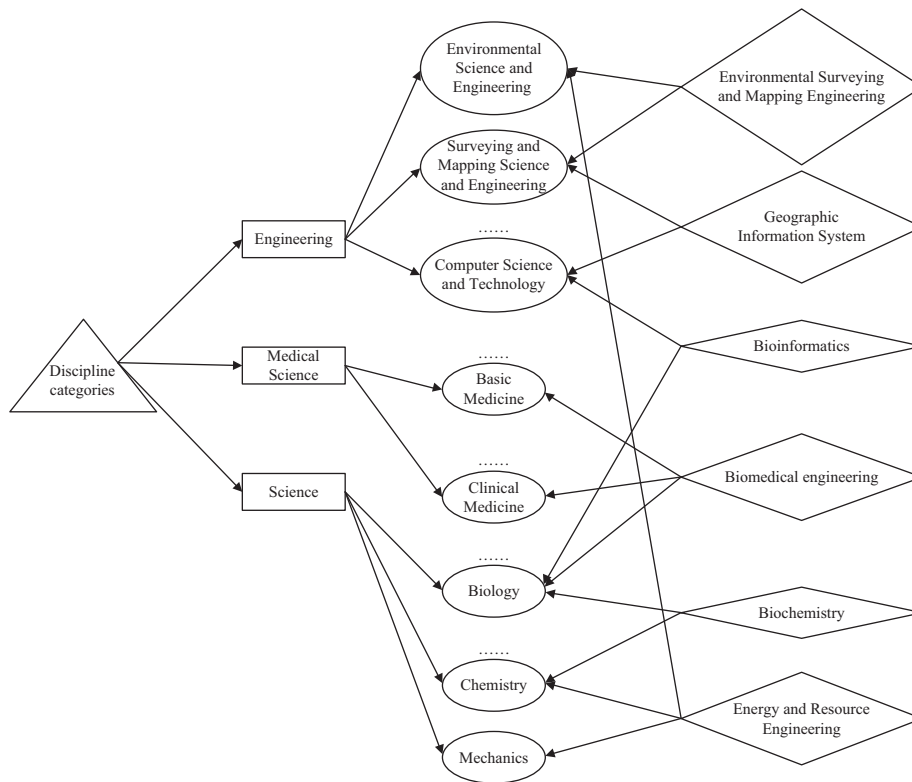 Discipline
categories
Engineering
Medical
Science
Science
Environmental
Science and
Engineering
Surveying and
Mapping Science
and Engineering
......
Computer Science
and Technology
......
Basic
Medicine
......
Clinical
Medicine
......
Biology
......
Chemistry
Mechanics
Environmental Surveying
and Mapping Engineering
Geographic
Information System
Bioinformatics
Biomedical engineering
Biochemistry
Energy and Resource
Engineering